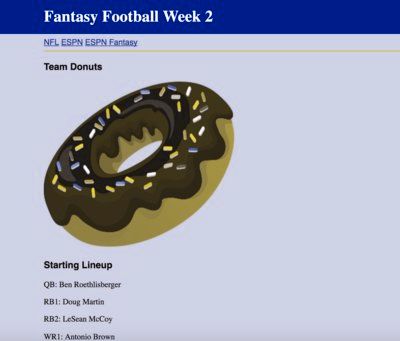 Fantasy Football Week 2
NFL ESPN ESPN Fantasy
Team Donuts
Starting Lineup
QB: Ben Roethlisberger
RB1: Doug Martin
RB2: LeSean McCoy
WR1: Antonio Brown